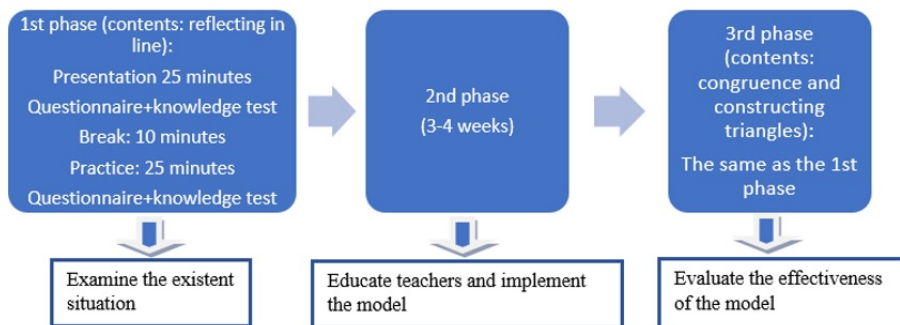 1st phase (contents: reflecting in
line):
Presentation 25 minutes
Questionnaire+knowledge test
Break: 10 minutes
Practice: 25 minutes
Questionnaire+knowledge test
2nd phase
(3-4 weeks)
3rd phase
(contents:
congruence and
constructing
triangles):
The same as the 1st
phase
Examine the existent
situation
Educate teachers and implement
the model
Evaluate the effectiveness
of the model